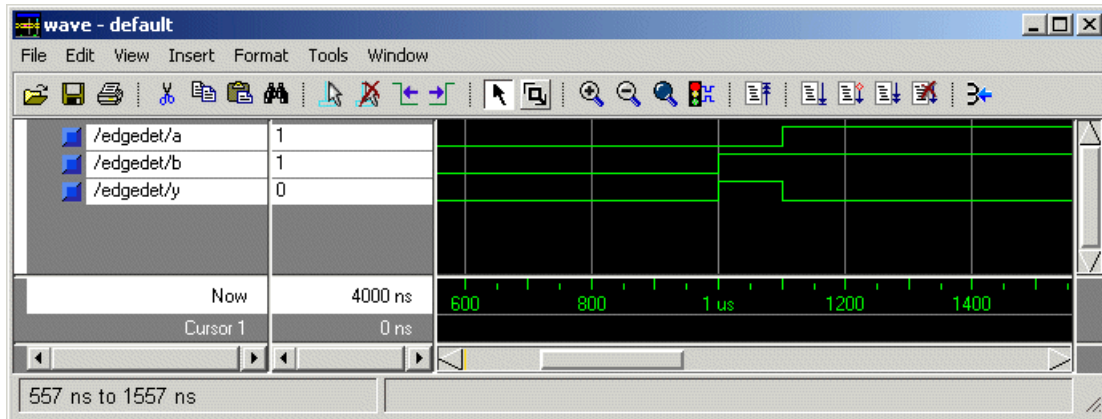 wave - default
File Edit View Insert Format Tools Window
/edgedet/a 1
/edgedet/b 1
/edgedet/y 0
Now 4000 ns
600 800 1 us 1200 1400
Cursor 1 0 ns
557 ns to 1557 ns